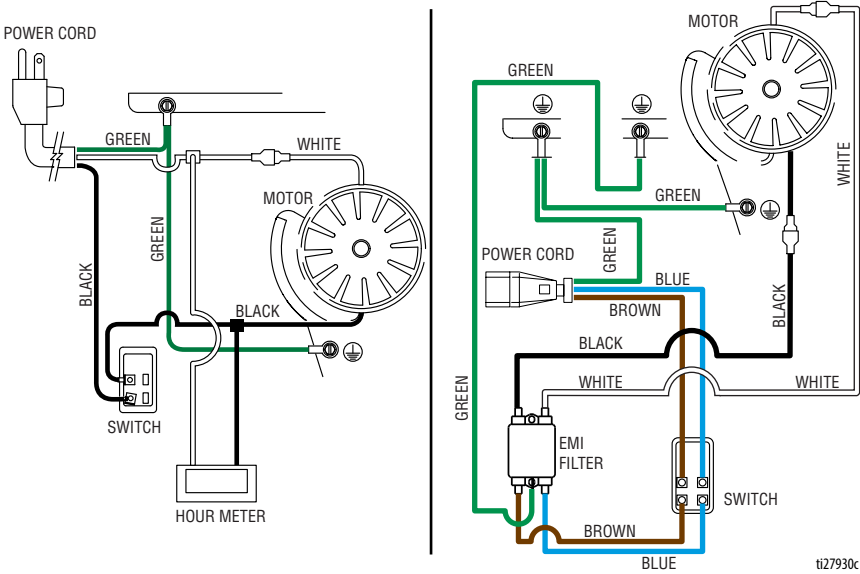 POWER CORD
GREEN
WHITE
MOTOR
GREEN
BLACK
BLACK
SWITCH
HOUR METER
MOTOR
GREEN
WHITE
GREEN
GREEN
POWER CORD
BLUE
BROWN
BLACK
BLACK
WHITE
WHITE
GREEN
EMI
FILTER
SWITCH
BROWN
BLUE
ti27930c